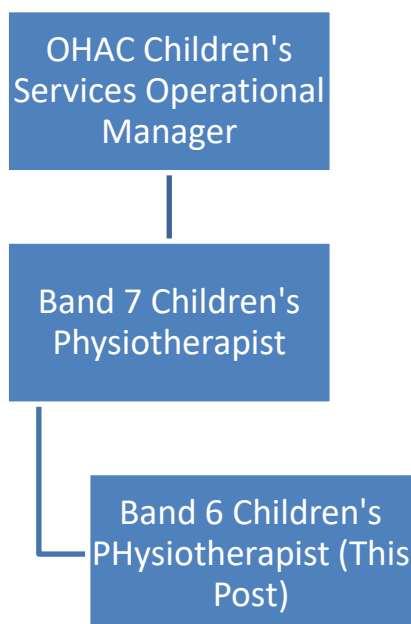 OHAC Children's
Services Operational
Manager
Band 7 Children's
Physiotherapist
Band 6 Children's
PHysiotherapist (This
Post)